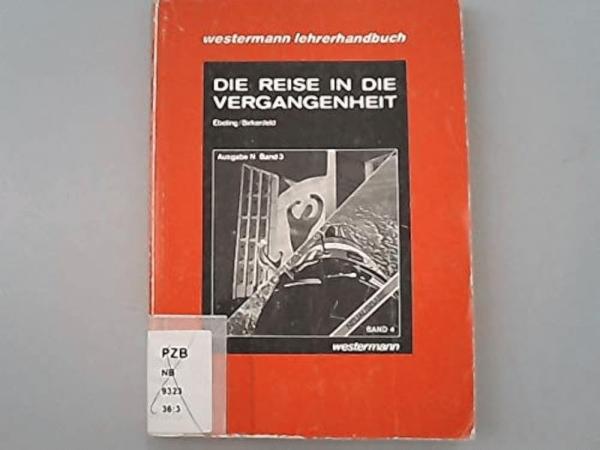 westermann lehrerhandbuch
DIE REISE IN DIE
VERGANGENHEIT
Ebeling/Birkenfeld
Ausgabe N Band 3
BAND 4
westermann
PZB
NB
9323
36:3